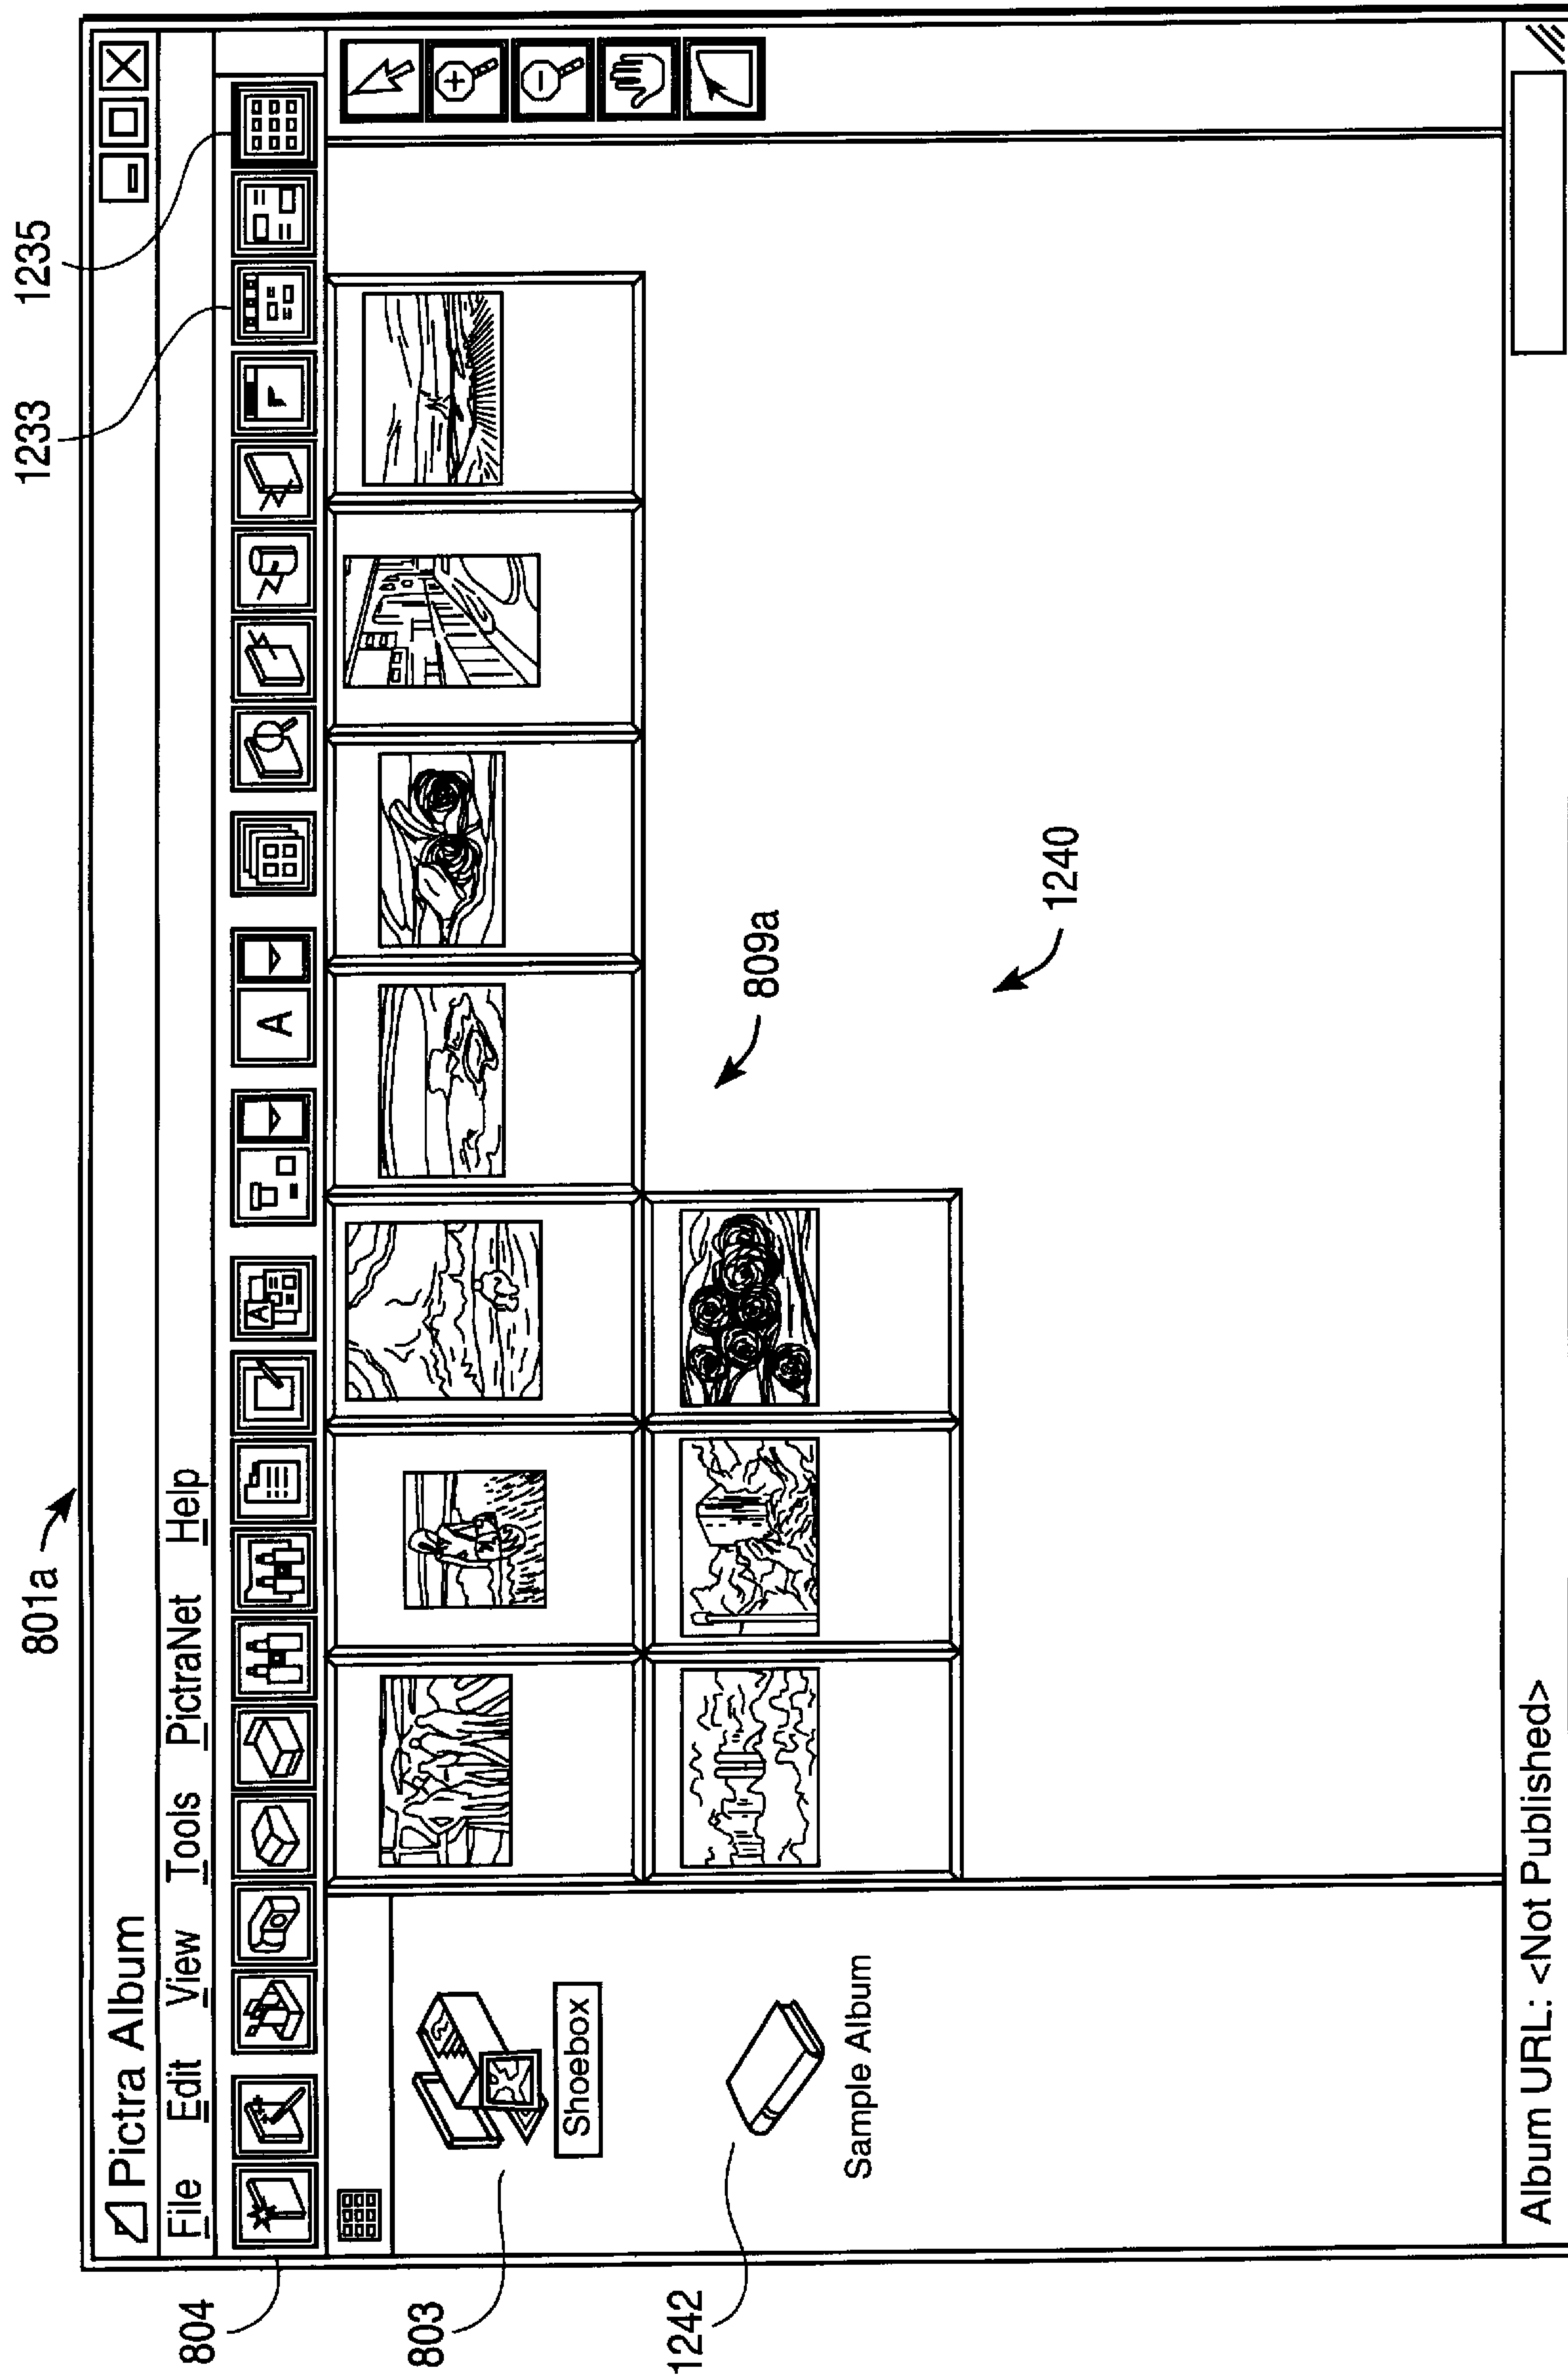 801a
1233
1235
Pictra Album
File Edit View Tools PictraNet Help
804
A
A
803
Shoebox
809a
1242
Sample Album
1240
Album URL: <Not Published>